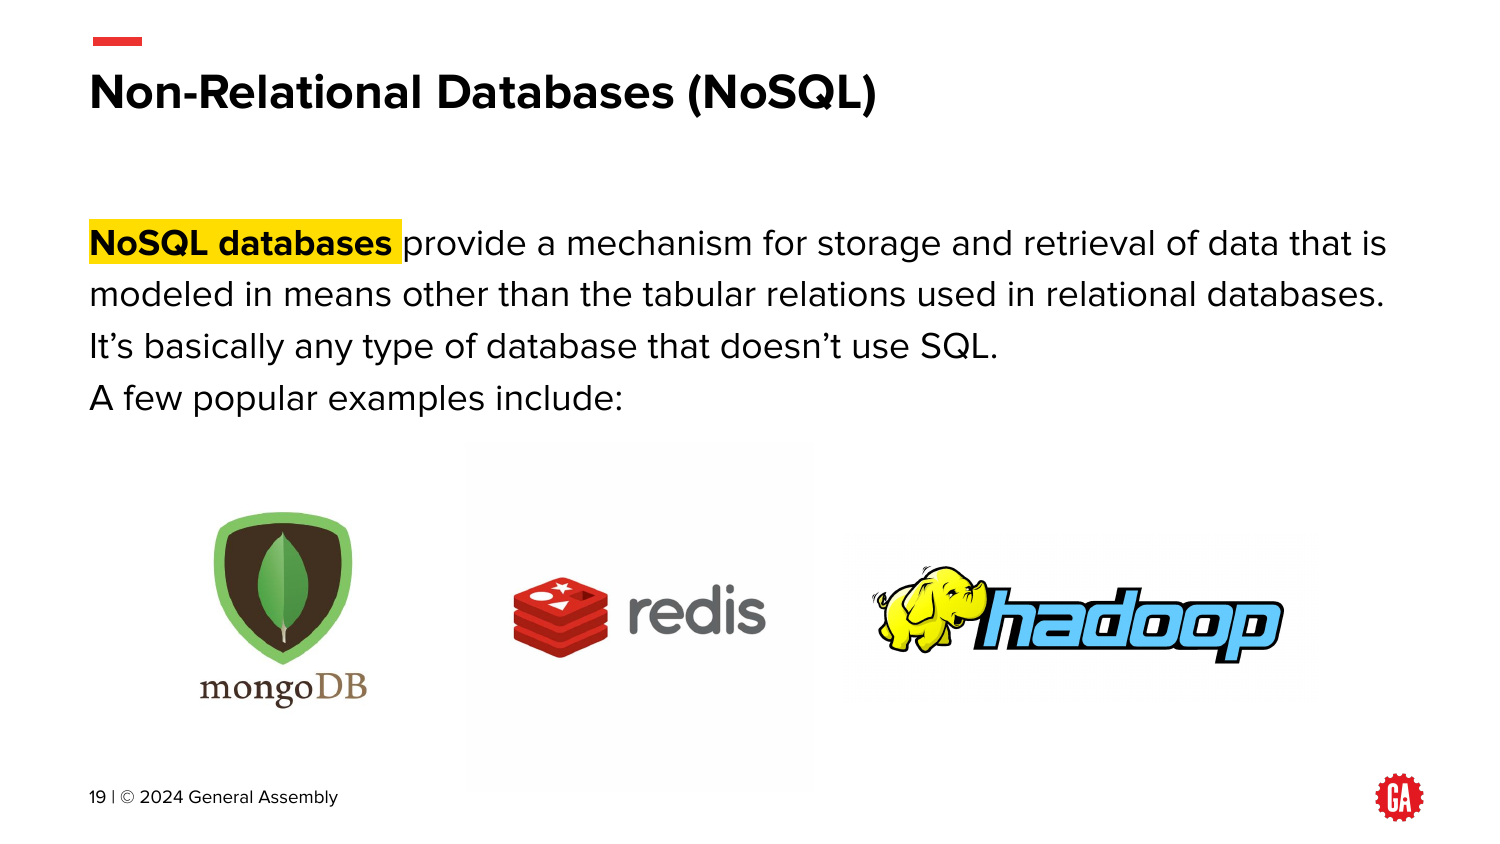 Non-Relational Databases (NoSQL)
NoSQL databases provide a mechanism for storage and retrieval of data that is
modeled in means other than the tabular relations used in relational databases.
It’s basically any type of database that doesn’t use SQL.
A few popular examples include:
mongoDB
redis
hadoop
19 | © 2024 General Assembly
GA